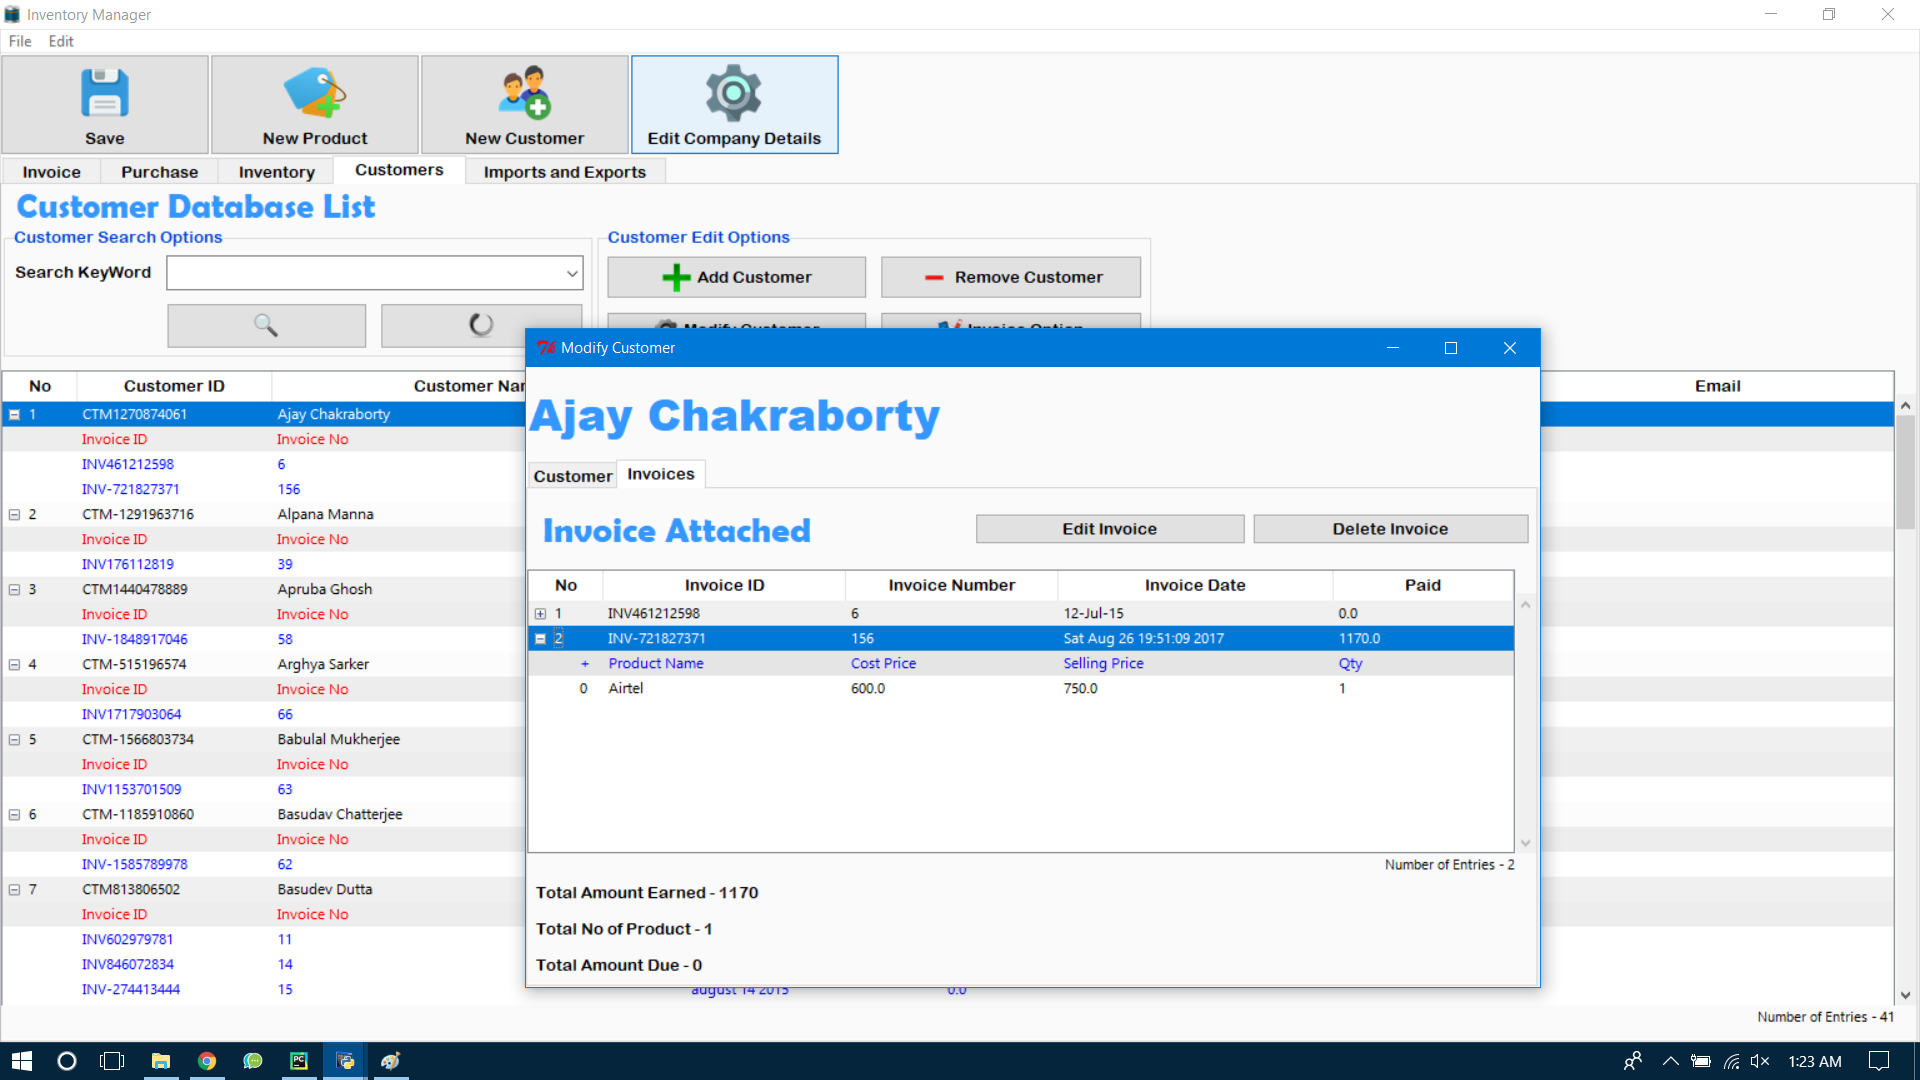 Inventory Manager
File Edit
Save New Product New Customer Edit Company Details
Invoice Purchase Inventory Customers Imports and Exports
Customer Database List
Customer Search Options
Search KeyWord
Customer Edit Options
Add Customer Remove Customer
Modify Customer Invoice Option
No Customer ID Customer Nam Email
1 CTM1270874061 Ajay Chakraborty
Invoice ID Invoice No
INV461212598 6
INV-721827371 156
2 CTM-1291963716 Alpana Manna
Invoice ID Invoice No
INV176112819 39
3 CTM1440478889 Apruba Ghosh
Invoice ID Invoice No
INV-1848917046 58
4 CTM-515196574 Arghya Sarker
Invoice ID Invoice No
INV1717903064 66
5 CTM-1566803734 Babulal Mukherjee
Invoice ID Invoice No
INV1153701509 63
6 CTM-1185910860 Basudav Chatterjee
Invoice ID Invoice No
INV-1585789978 62
7 CTM813806502 Basudev Dutta
Invoice ID Invoice No
INV602979781 11
INV846072834 14
INV-274413444 15 august 14 2015 0.0
Number of Entries - 41
Modify Customer
Ajay Chakraborty
Customer Invoices
Invoice Attached
Edit Invoice Delete Invoice
No Invoice ID Invoice Number Invoice Date Paid
1 INV461212598 6 12-Jul-15 0.0
2 INV-721827371 156 Sat Aug 26 19:51:09 2017 1170.0
+ Product Name Cost Price Selling Price Qty
0 Airtel 600.0 750.0 1
Number of Entries - 2
Total Amount Earned - 1170
Total No of Product - 1
Total Amount Due - 0
PC
1:23 AM